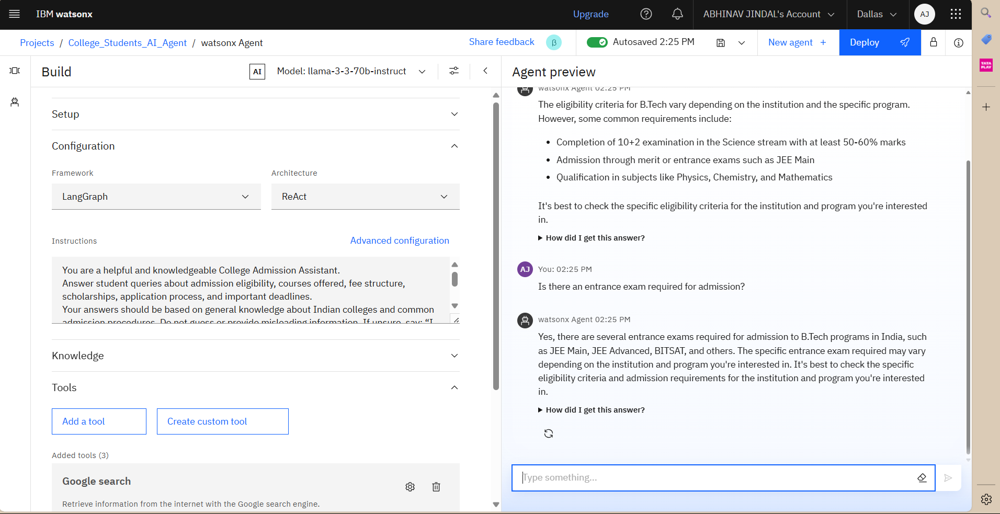 IBM watsonx
Upgrade
ABHINAV JINDAL's Account
Dallas
AJ
Projects / College_Students_AI_Agent / watsonx Agent
Share feedback
β
Autosaved 2:25 PM
New agent +
Deploy
Build
AI
Model: llama-3-3-70b-instruct
Setup
Configuration
Framework
Architecture
LangGraph
ReAct
Instructions
Advanced configuration
You are a helpful and knowledgeable College Admission Assistant.
Answer student queries about admission eligibility, courses offered, fee structure,
scholarships, application process, and important deadlines.
Your answers should be based on general knowledge about Indian colleges and common
admission procedures. Do not guess or provide misleading information. If unsure, say: “I
Knowledge
Tools
Add a tool
Create custom tool
Added tools (3)
Google search
Retrieve information from the internet with the Google search engine.
Agent preview
watsonx Agent 02:25 PM
The eligibility criteria for B.Tech vary depending on the institution and the specific program.
However, some common requirements include:
• Completion of 10+2 examination in the Science stream with at least 50-60% marks
• Admission through merit or entrance exams such as JEE Main
• Qualification in subjects like Physics, Chemistry, and Mathematics
It's best to check the specific eligibility criteria for the institution and program you're interested
in.
How did I get this answer?
AJ
You: 02:25 PM
Is there an entrance exam required for admission?
watsonx Agent 02:25 PM
Yes, there are several entrance exams required for admission to B.Tech programs in India, such
as JEE Main, JEE Advanced, BITSAT, and others. The specific entrance exam required may vary
depending on the institution and program you're interested in. It's best to check the specific
eligibility criteria and admission requirements for the institution and program you're interested
in.
How did I get this answer?
Type something...
TATA
PLAY